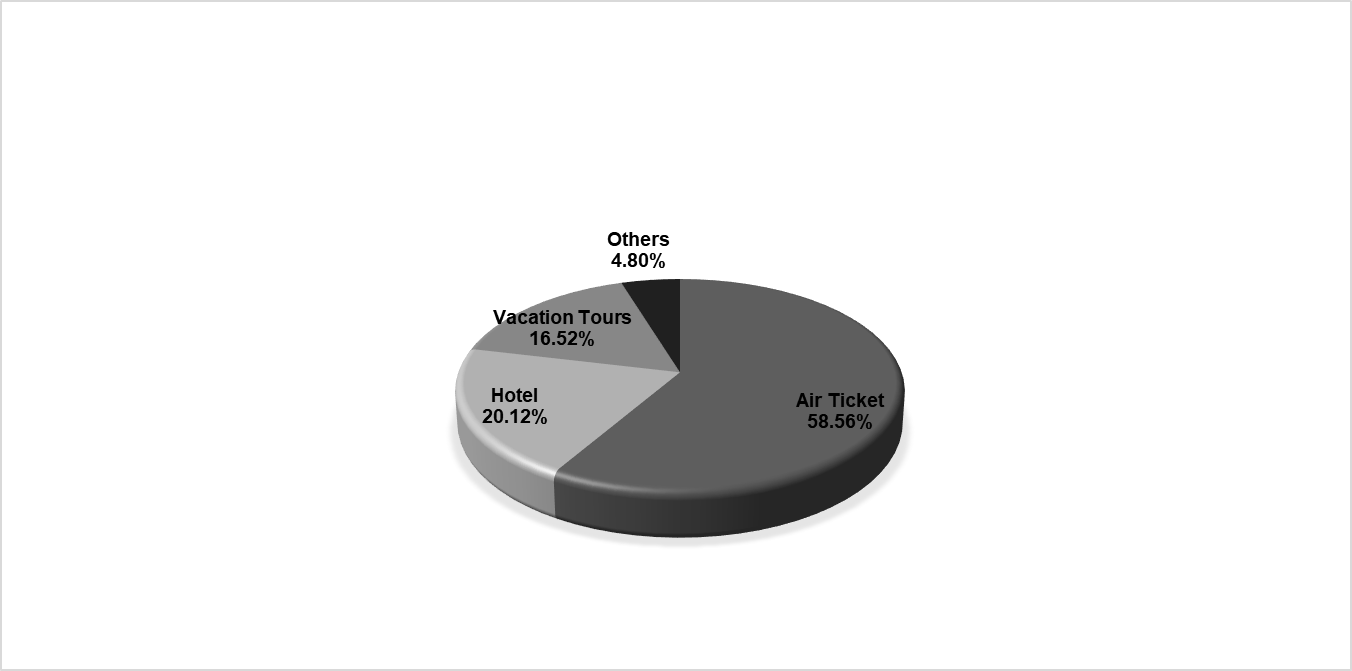 Others
4.80%
Vacation Tours
16.52%
Hotel
20.12%
Air Ticket
58.56%